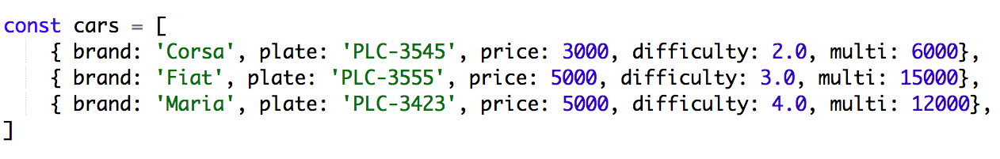 const cars = [
    { brand: 'Corsa', plate: 'PLC-3545', price: 3000, difficulty: 2.0, multi: 6000},
    { brand: 'Fiat', plate: 'PLC-3555', price: 5000, difficulty: 3.0, multi: 15000},
    { brand: 'Maria', plate: 'PLC-3423', price: 5000, difficulty: 4.0, multi: 12000},
]